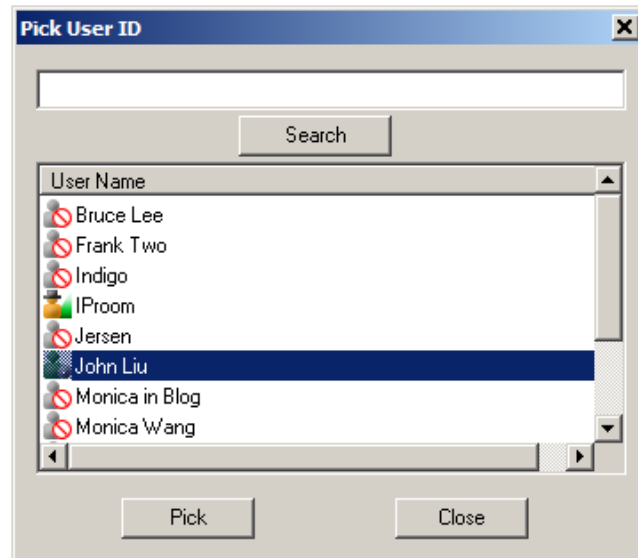 Pick User ID
Search
User Name
Bruce Lee
Frank Two
Indigo
IProom
Jersen
John Liu
Monica in Blog
Monica Wang
Pick
Close